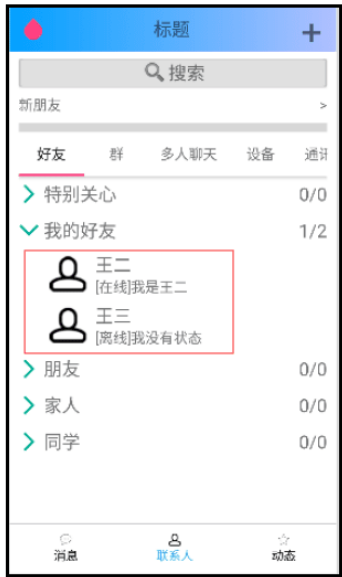 标题 +
搜索
新朋友 >
好友 群 多人聊天 设备 通讯
特别关心 0/0
我的好友 1/2
王二
[在线]我是王二
王三
[离线]我没有状态
朋友 0/0
家人 0/0
同学 0/0
消息 联系人 动态